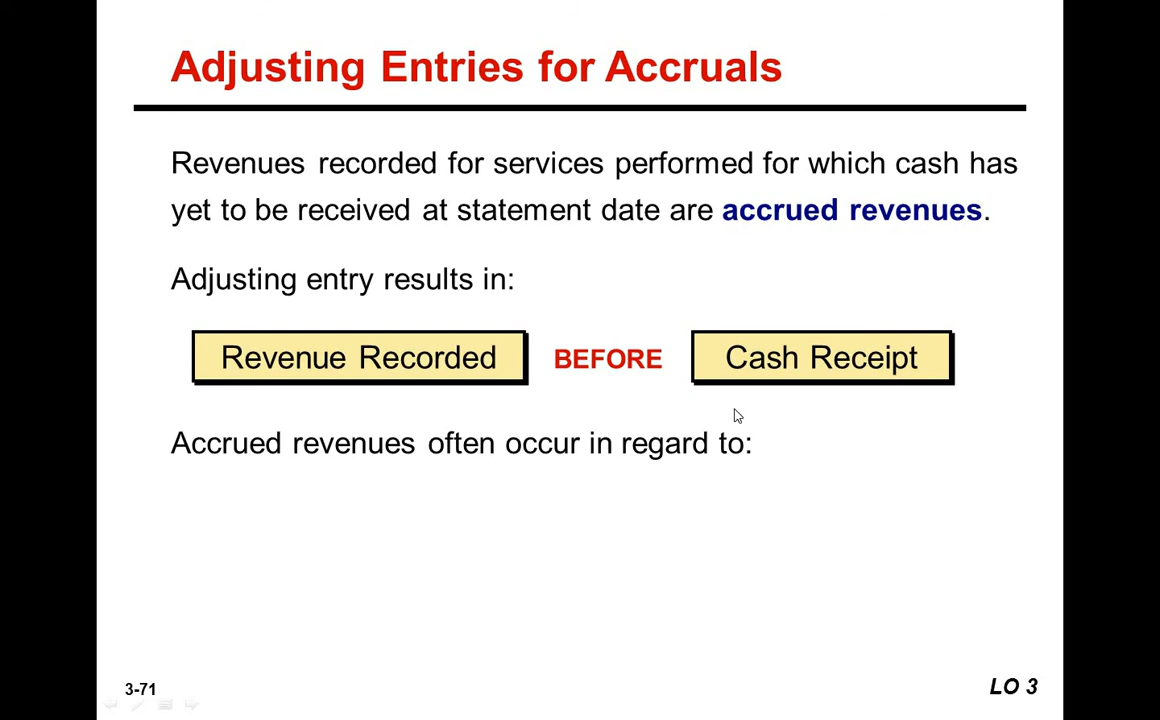 Adjusting Entries for Accruals
Revenues recorded for services performed for which cash has
yet to be received at statement date are accrued revenues.
Adjusting entry results in:
Revenue Recorded BEFORE Cash Receipt
Accrued revenues often occur in regard to:
3-71 LO 3